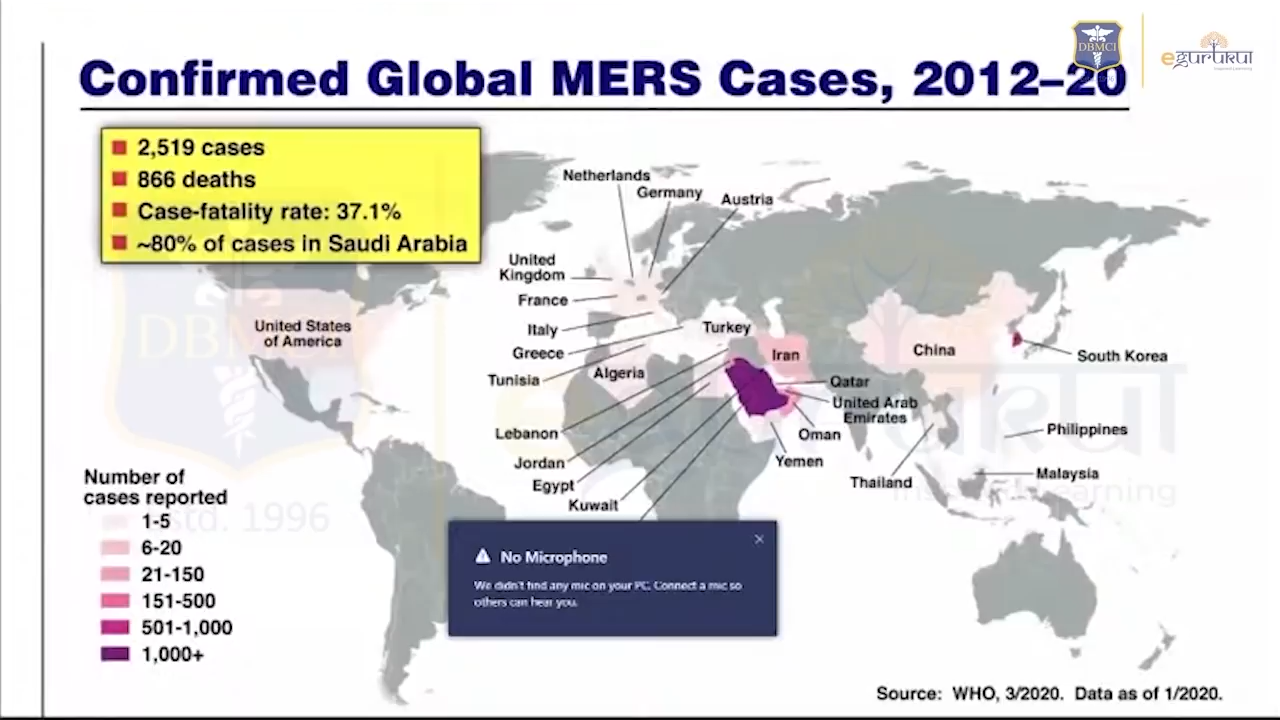 DBMCI
egurukul
Confirmed Global MERS Cases, 2012–20
2,519 cases
866 deaths
Case-fatality rate: 37.1%
~80% of cases in Saudi Arabia
Netherlands
Germany
Austria
United
Kingdom
France
Italy
Greece
Tunisia
Turkey
Algeria
Iran
United States
of America
China
South Korea
Qatar
United Arab
Emirates
Oman
Yemen
Lebanon
Jordan
Egypt
Kuwait
Philippines
Malaysia
Thailand
Number of
cases reported
1-5
6-20
21-150
151-500
501-1,000
1,000+
No Microphone
We didn't find any mic on your PC. Connect a mic so
others can hear you.
Source: WHO, 3/2020. Data as of 1/2020.
DBMCI
Estd. 1996